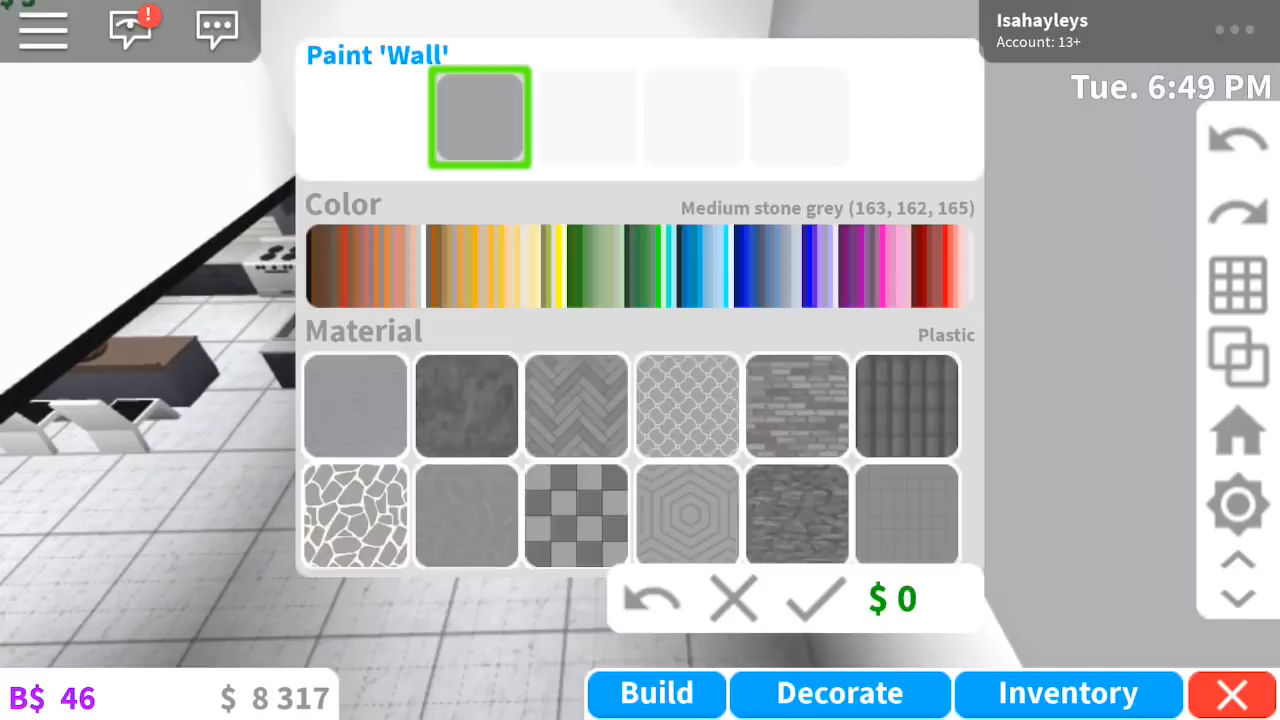 Isahayleys
Account: 13+
!
Paint 'Wall'
Tue. 6:49 PM
Color
Medium stone grey (163, 162, 165)
Material
Plastic
$ 0
B$ 46
$ 8 317
Build
Decorate
Inventory